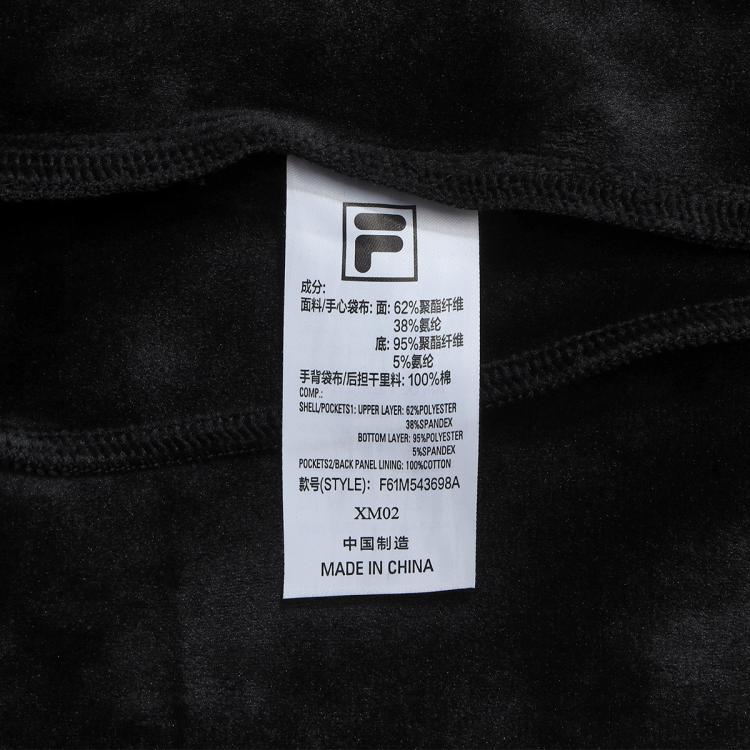 F
成分:
面料/手心袋布: 面: 62%聚酯纤维
38%氨纶
底: 95%聚酯纤维
5%氨纶
手背袋布/后担干里料: 100%棉
COMP.:
SHELL/POCKETS1: UPPER LAYER: 62%POLYESTER
38%SPANDEX
BOTTOM LAYER: 95%POLYESTER
5%SPANDEX
POCKETS2/BACK PANEL LINING: 100%COTTON
款号(STYLE): F61M543698A
XM02
中国制造
MADE IN CHINA